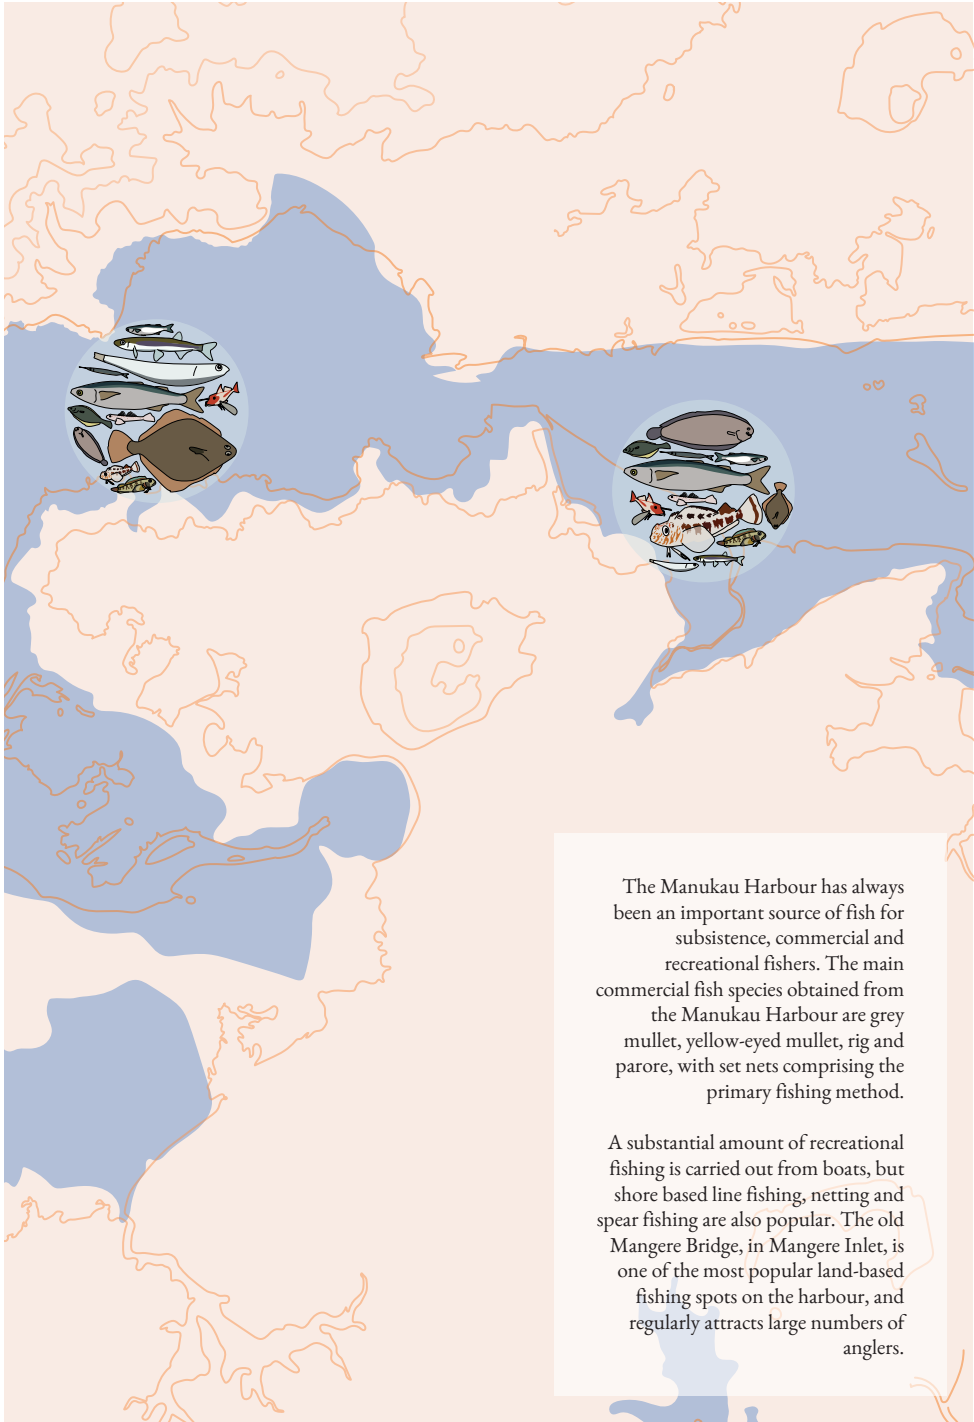 The Manukau Harbour has always
been an important source of fish for
subsistence, commercial and
recreational fishers. The main
commercial fish species obtained from
the Manukau Harbour are grey
mullet, yellow-eyed mullet, rig and
parore, with set nets comprising the
primary fishing method.
A substantial amount of recreational
fishing is carried out from boats, but
shore based line fishing, netting and
spear fishing are also popular. The old
Mangere Bridge, in Mangere Inlet, is
one of the most popular land-based
fishing spots on the harbour, and
regularly attracts large numbers of
anglers.